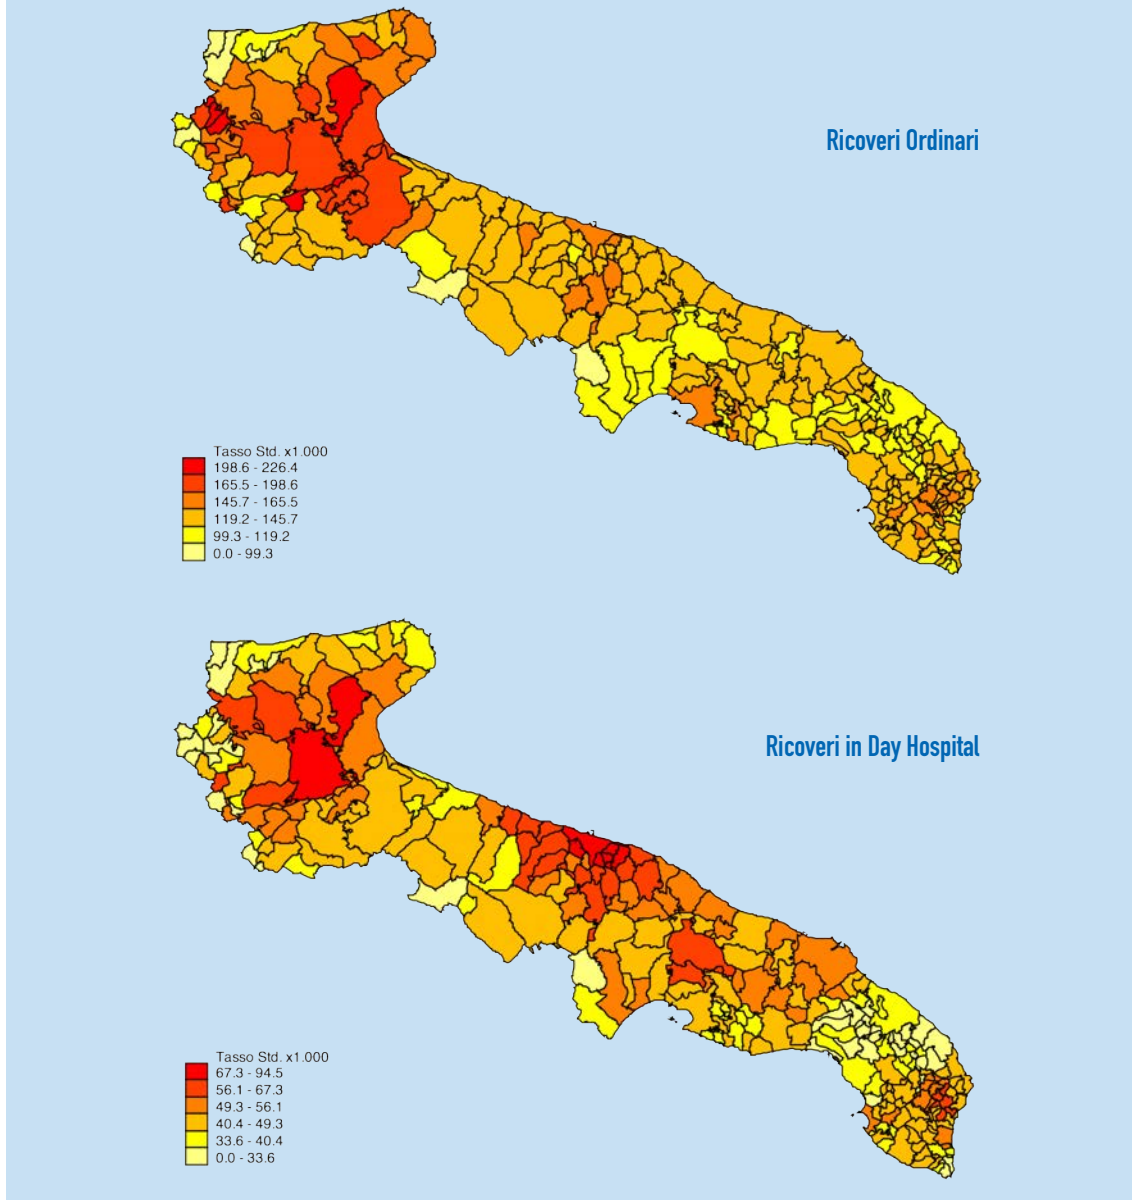 Ricoveri Ordinari
Tasso Std. x1.000
198.6 - 226.4
165.5 - 198.6
145.7 - 165.5
119.2 - 145.7
99.3 - 119.2
0.0 - 99.3
Ricoveri in Day Hospital
Tasso Std. x1.000
67.3 - 94.5
56.1 - 67.3
49.3 - 56.1
40.4 - 49.3
33.6 - 40.4
0.0 - 33.6